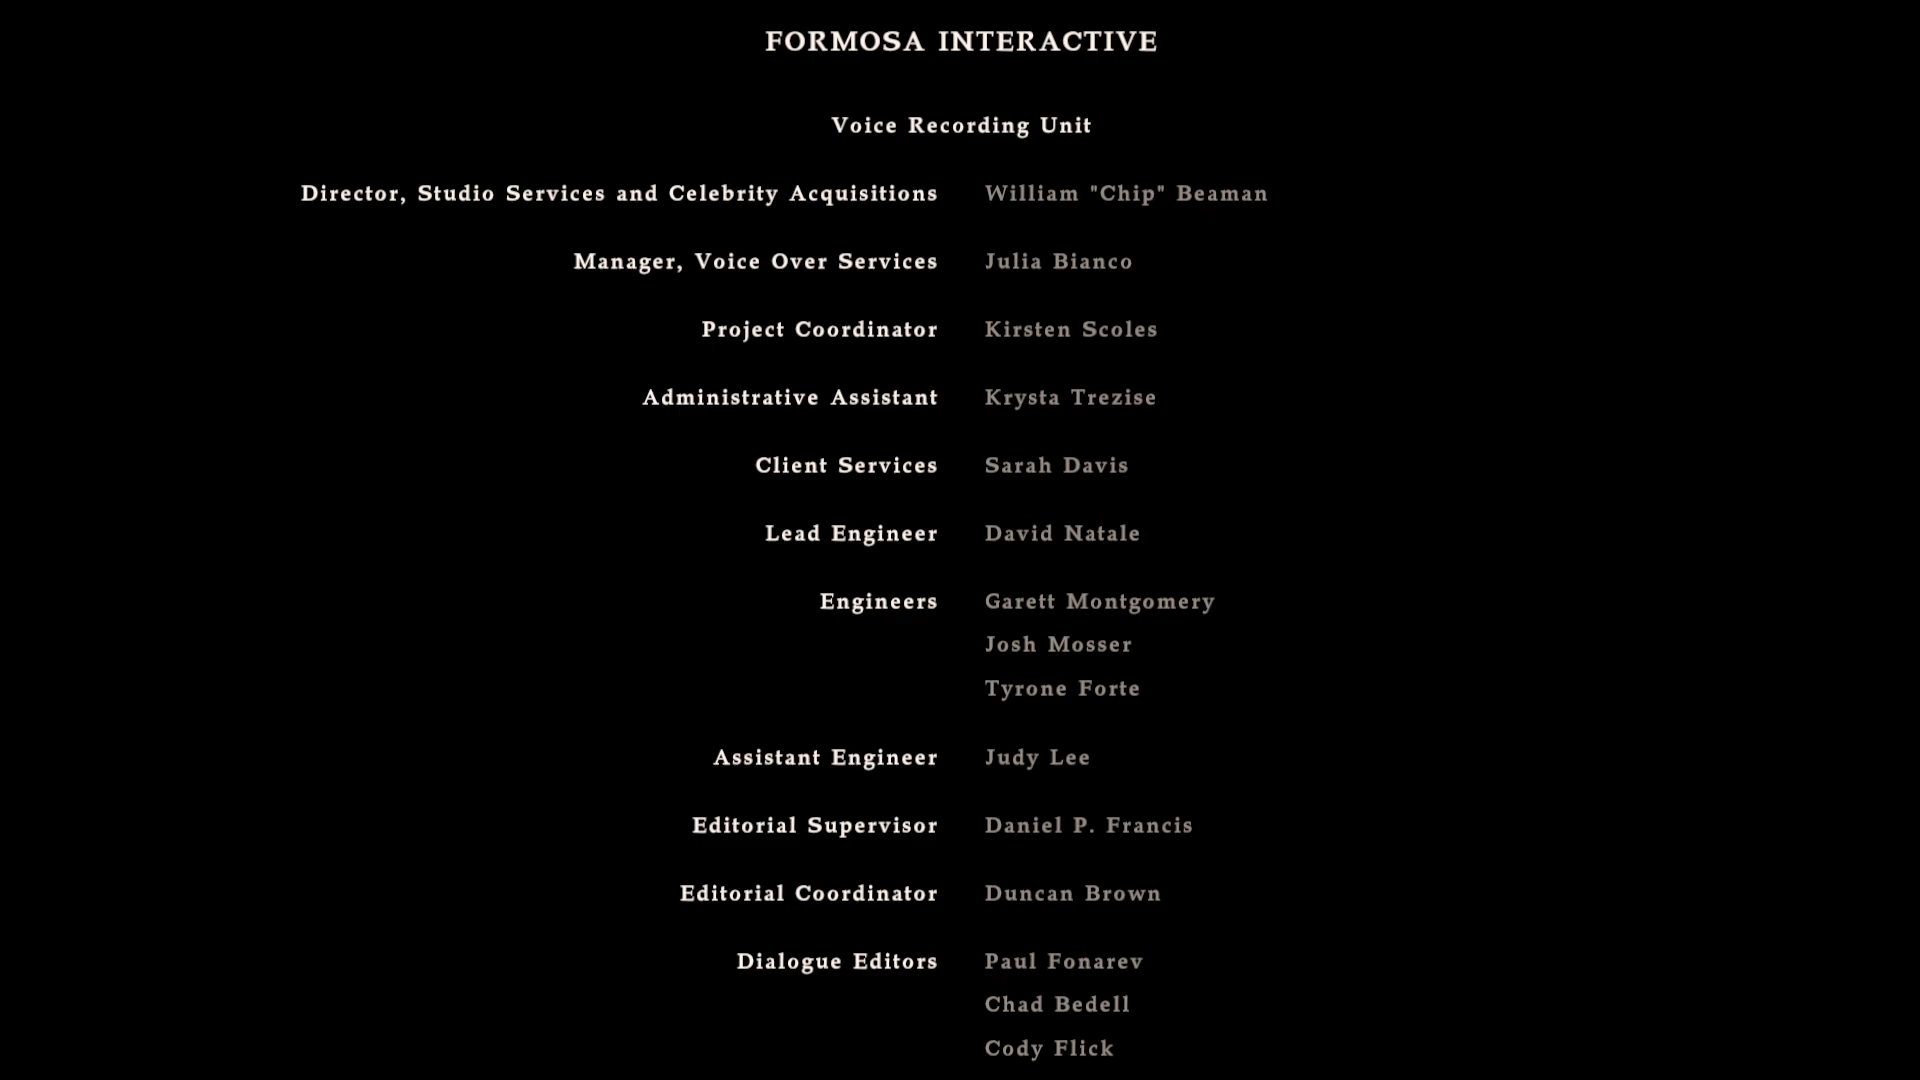 FORMOSA INTERACTIVE
Voice Recording Unit
Director, Studio Services and Celebrity Acquisitions William "Chip" Beaman
Manager, Voice Over Services Julia Bianco
Project Coordinator Kirsten Scoles
Administrative Assistant Krysta Trezise
Client Services Sarah Davis
Lead Engineer David Natale
Engineers Garett Montgomery
Josh Mosser
Tyrone Forte
Assistant Engineer Judy Lee
Editorial Supervisor Daniel P. Francis
Editorial Coordinator Duncan Brown
Dialogue Editors Paul Fonarev
Chad Bedell
Cody Flick